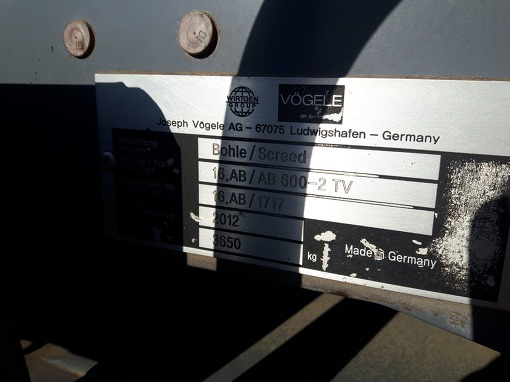 WIRTGEN
GROUP
VÖGELE
Joseph Vögele AG – 67075 Ludwigshafen – Germany
Bohle / Screed
16.AB / AB 600-2 TV
16.AB / 1717
2012
3650
kg
Made in Germany